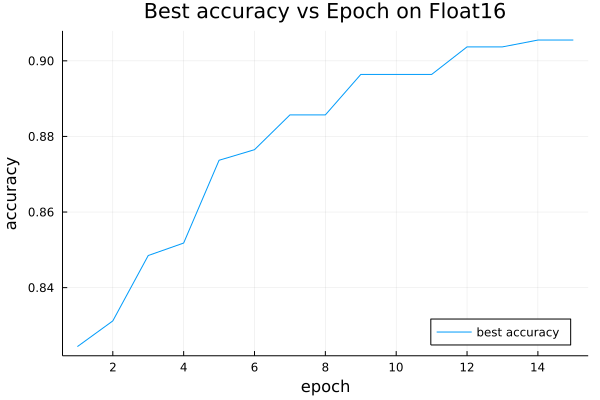 Best accuracy vs Epoch on Float16
accuracy
0.90
0.88
0.86
0.84
best accuracy
2 4 6 8 10 12 14
epoch